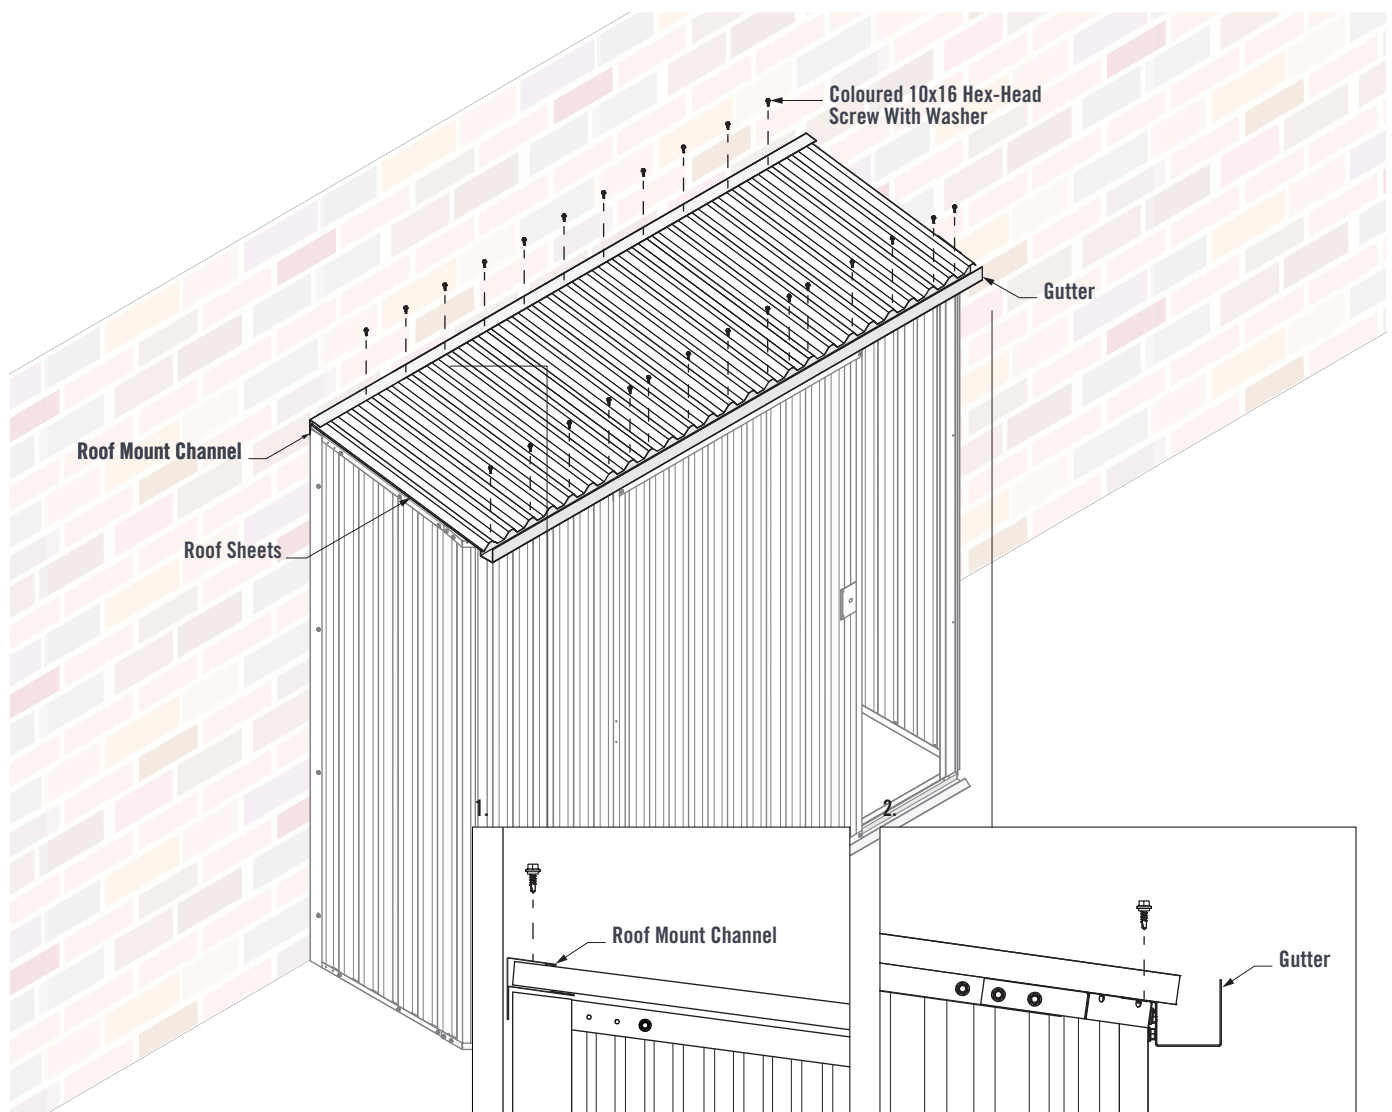 Coloured 10x16 Hex-Head
Screw With Washer
Gutter
Roof Mount Channel
Roof Sheets
1.
2.
Roof Mount Channel
Gutter